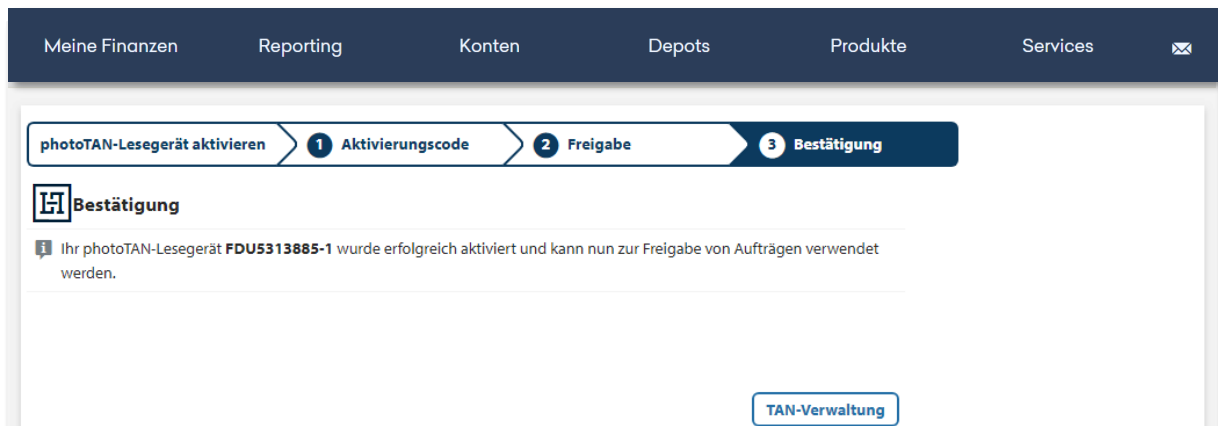 Meine Finanzen Reporting Konten Depots Produkte Services
photoTAN-Lesegerät aktivieren 1 Aktivierungscode 2 Freigabe 3 Bestätigung
Bestätigung
Ihr photoTAN-Lesegerät FDU5313885-1 wurde erfolgreich aktiviert und kann nun zur Freigabe von Aufträgen verwendet
werden.
TAN-Verwaltung